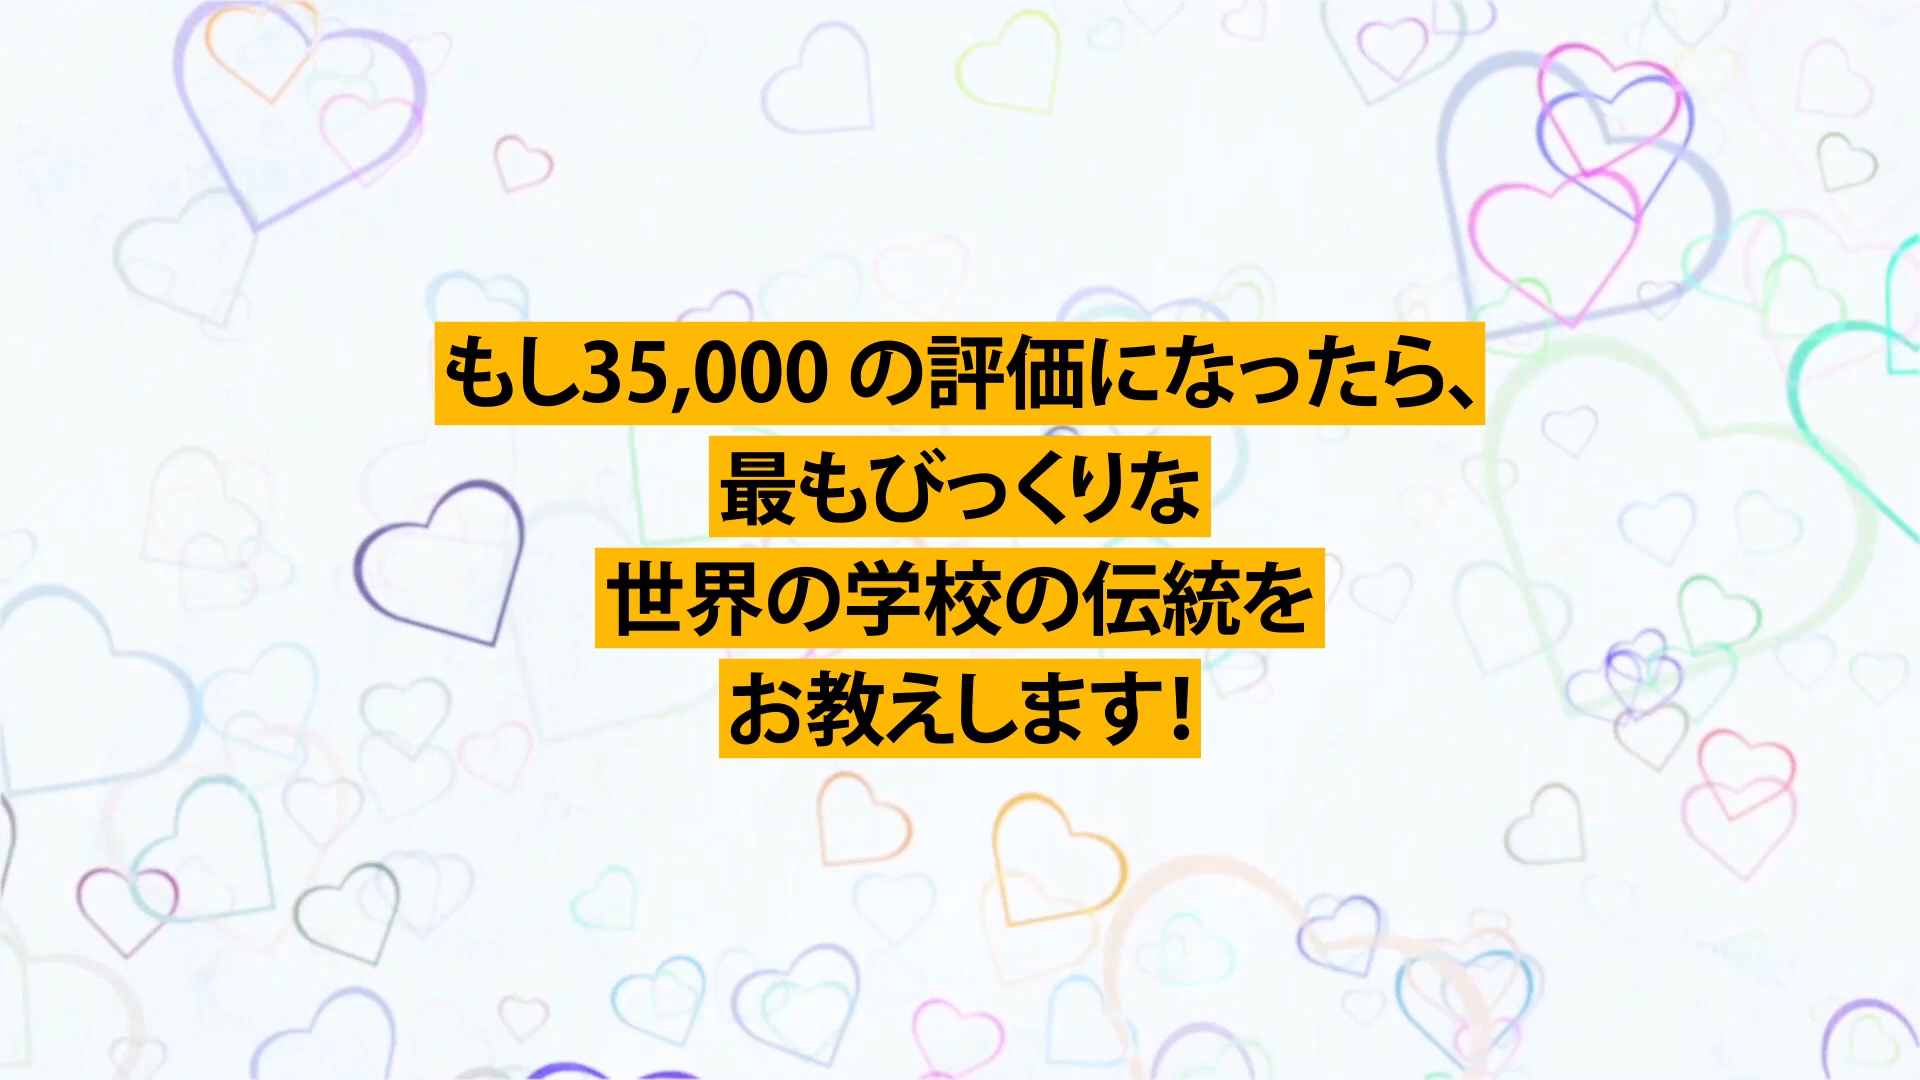 もし35,000 の評価になったら、
最もびっくりな
世界の学校の伝統を
お教えします！